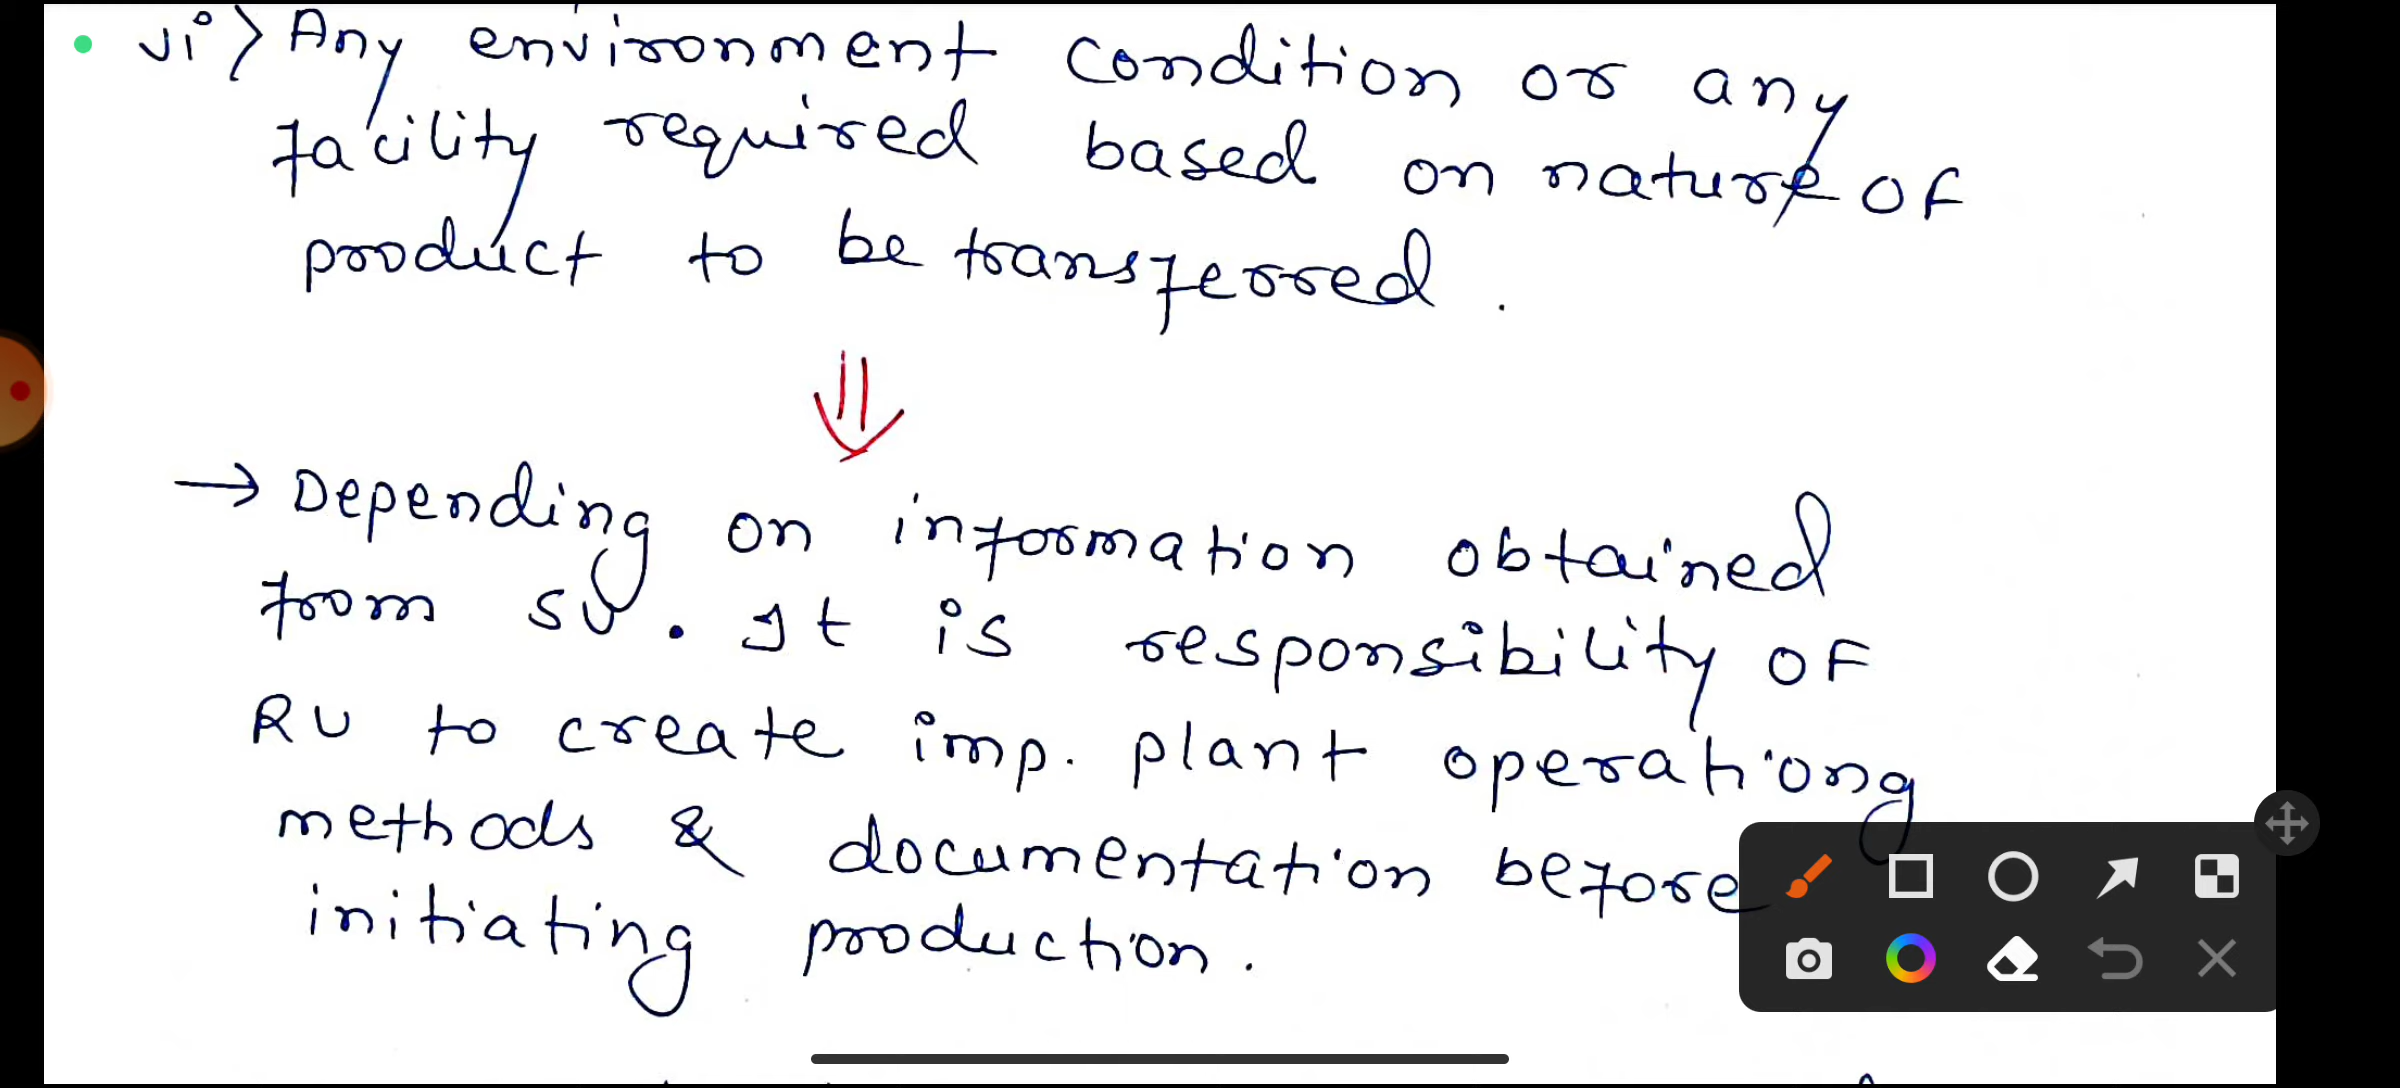 vi> Any environment condition or any
facility required based on nature of
product to be transferred.
→ Depending on information obtained
from SU. It is responsibility of
RU to create imp. plant operationg
methods & documentation before
initiating production.